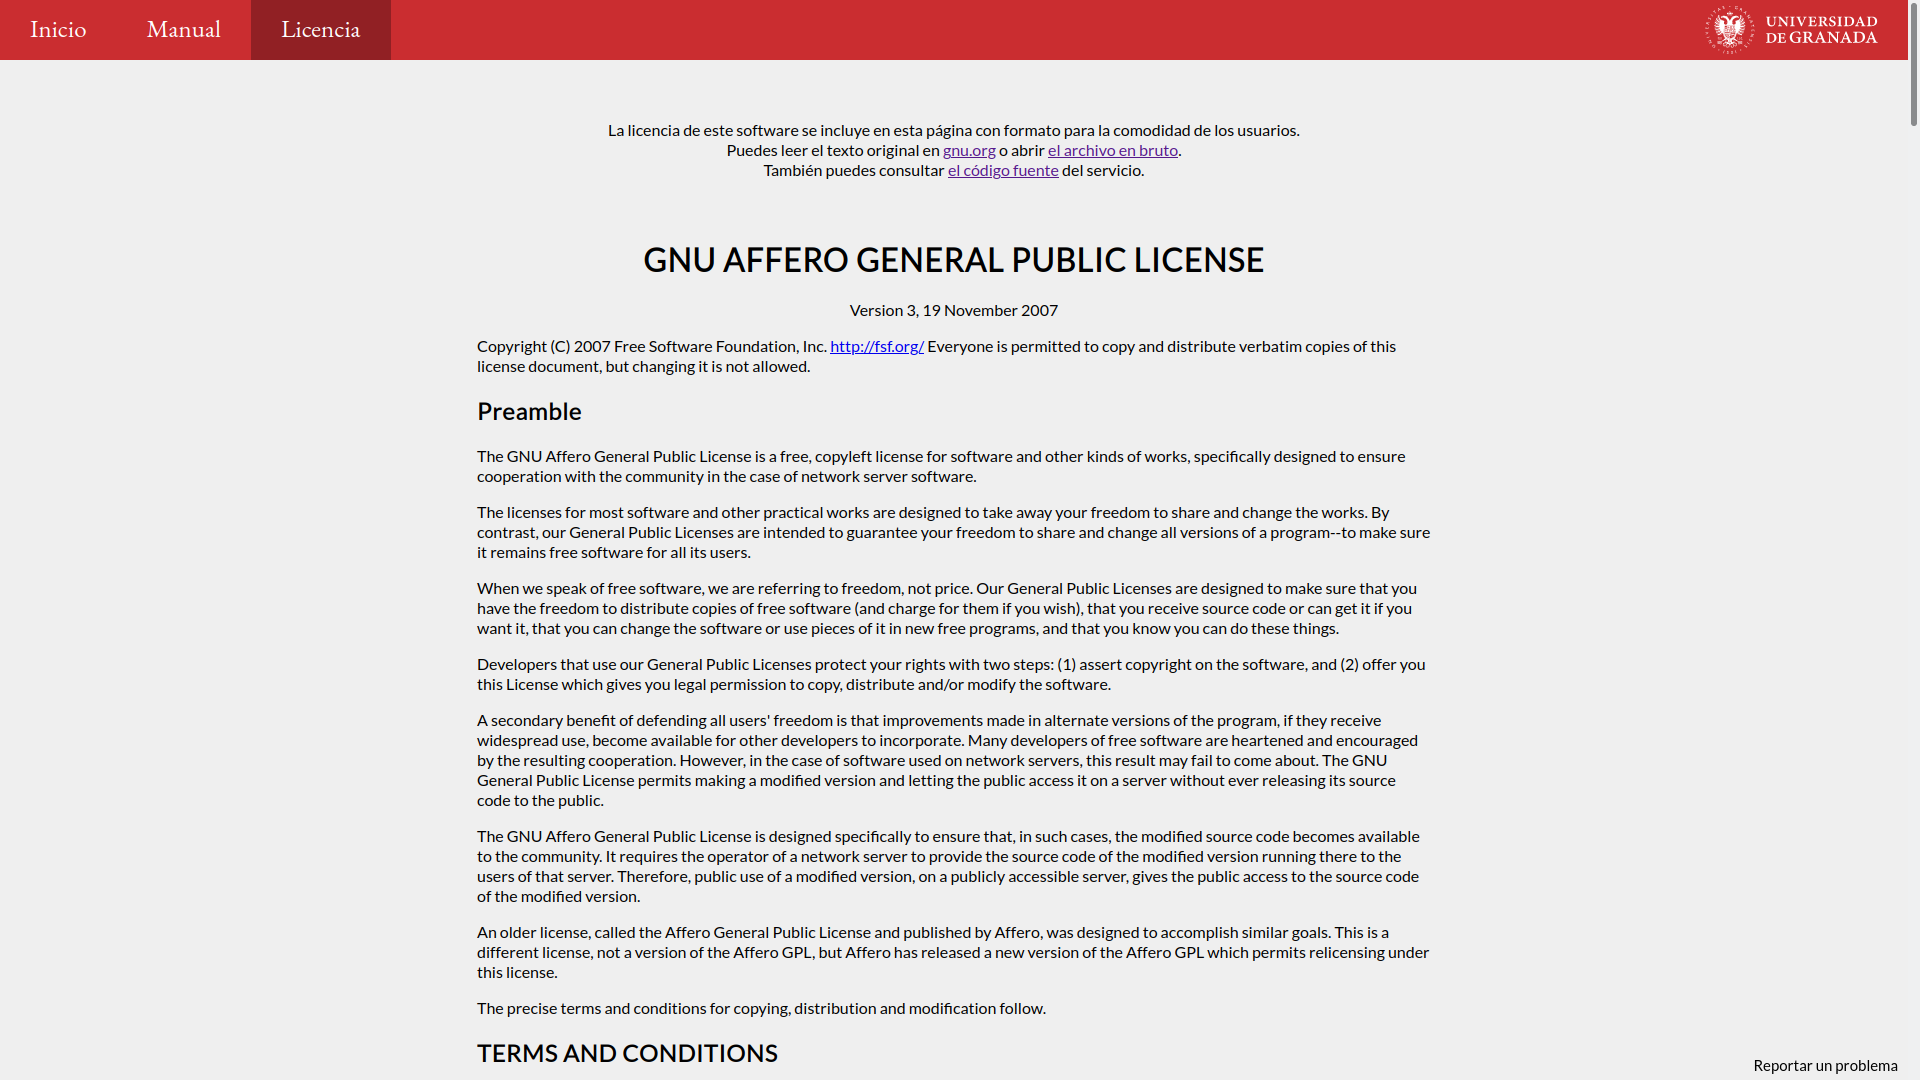 Inicio
Manual
Licencia
UNIVERSIDAD
DE GRANADA
La licencia de este software se incluye en esta página con formato para la comodidad de los usuarios.
Puedes leer el texto original en gnu.org o abrir el archivo en bruto.
También puedes consultar el código fuente del servicio.
GNU AFFERO GENERAL PUBLIC LICENSE
Version 3, 19 November 2007
Copyright (C) 2007 Free Software Foundation, Inc. http://fsf.org/ Everyone is permitted to copy and distribute verbatim copies of this
license document, but changing it is not allowed.
Preamble
The GNU Affero General Public License is a free, copyleft license for software and other kinds of works, specifically designed to ensure
cooperation with the community in the case of network server software.
The licenses for most software and other practical works are designed to take away your freedom to share and change the works. By
contrast, our General Public Licenses are intended to guarantee your freedom to share and change all versions of a program--to make sure
it remains free software for all its users.
When we speak of free software, we are referring to freedom, not price. Our General Public Licenses are designed to make sure that you
have the freedom to distribute copies of free software (and charge for them if you wish), that you receive source code or can get it if you
want it, that you can change the software or use pieces of it in new free programs, and that you know you can do these things.
Developers that use our General Public Licenses protect your rights with two steps: (1) assert copyright on the software, and (2) offer you
this License which gives you legal permission to copy, distribute and/or modify the software.
A secondary benefit of defending all users' freedom is that improvements made in alternate versions of the program, if they receive
widespread use, become available for other developers to incorporate. Many developers of free software are heartened and encouraged
by the resulting cooperation. However, in the case of software used on network servers, this result may fail to come about. The GNU
General Public License permits making a modified version and letting the public access it on a server without ever releasing its source
code to the public.
The GNU Affero General Public License is designed specifically to ensure that, in such cases, the modified source code becomes available
to the community. It requires the operator of a network server to provide the source code of the modified version running there to the
users of that server. Therefore, public use of a modified version, on a publicly accessible server, gives the public access to the source code
of the modified version.
An older license, called the Affero General Public License and published by Affero, was designed to accomplish similar goals. This is a
different license, not a version of the Affero GPL, but Affero has released a new version of the Affero GPL which permits relicensing under
this license.
The precise terms and conditions for copying, distribution and modification follow.
TERMS AND CONDITIONS
Reportar un problema